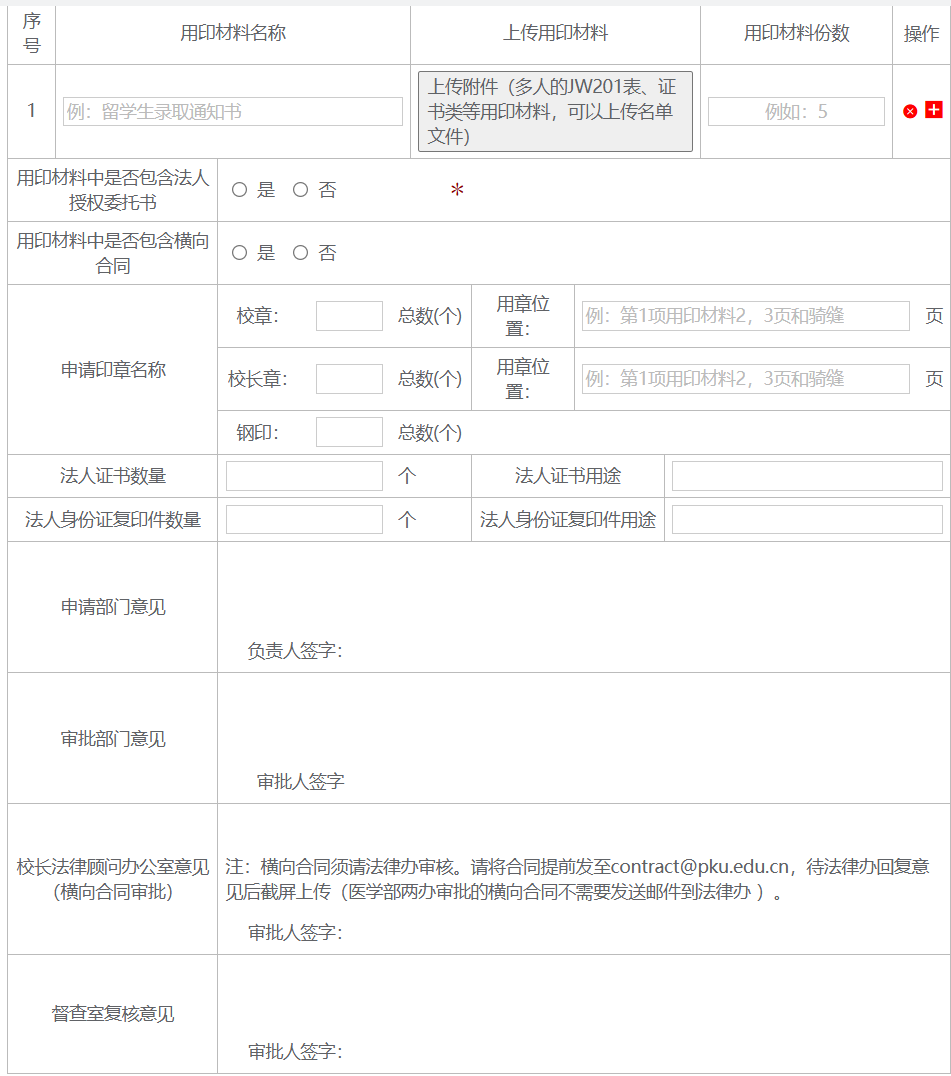 序
号
用印材料名称
上传用印材料
用印材料份数
操作
1
例：留学生录取通知书
上传附件（多人的JW201表、证
书类等用印材料，可以上传名单
文件）
例如：5
用印材料中是否包含法人
授权委托书
是 否 *
用印材料中是否包含横向
合同
是 否
申请印章名称
校章： 总数(个)
用章位
置：
例：第1项用印材料2，3页和骑缝 页
校长章： 总数(个)
用章位
置：
例：第1项用印材料2，3页和骑缝 页
钢印： 总数(个)
法人证书数量 个 法人证书用途
法人身份证复印件数量 个 法人身份证复印件用途
申请部门意见
负责人签字：
审批部门意见
审批人签字
校长法律顾问办公室意见
（横向合同审批）
注：横向合同须请法律办审核。请将合同提前发至contract@pku.edu.cn，待法律办回复意
见后截屏上传（医学部两办审批的横向合同不需要发送邮件到法律办 ）。
审批人签字：
督查室复核意见
审批人签字：